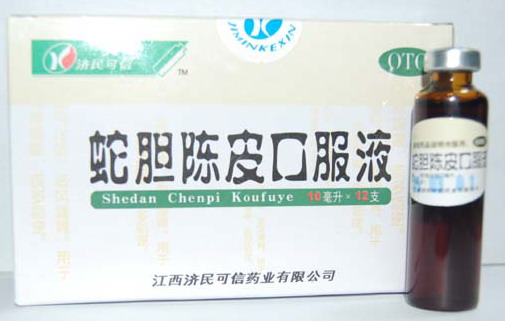 JIMINKEXIN
济民可信
TM
OTC
蛇胆陈皮口服液
Shedan Chenpi Koufuye 10毫升×12支
江西济民可信药业有限公司
蛇胆陈皮口服液